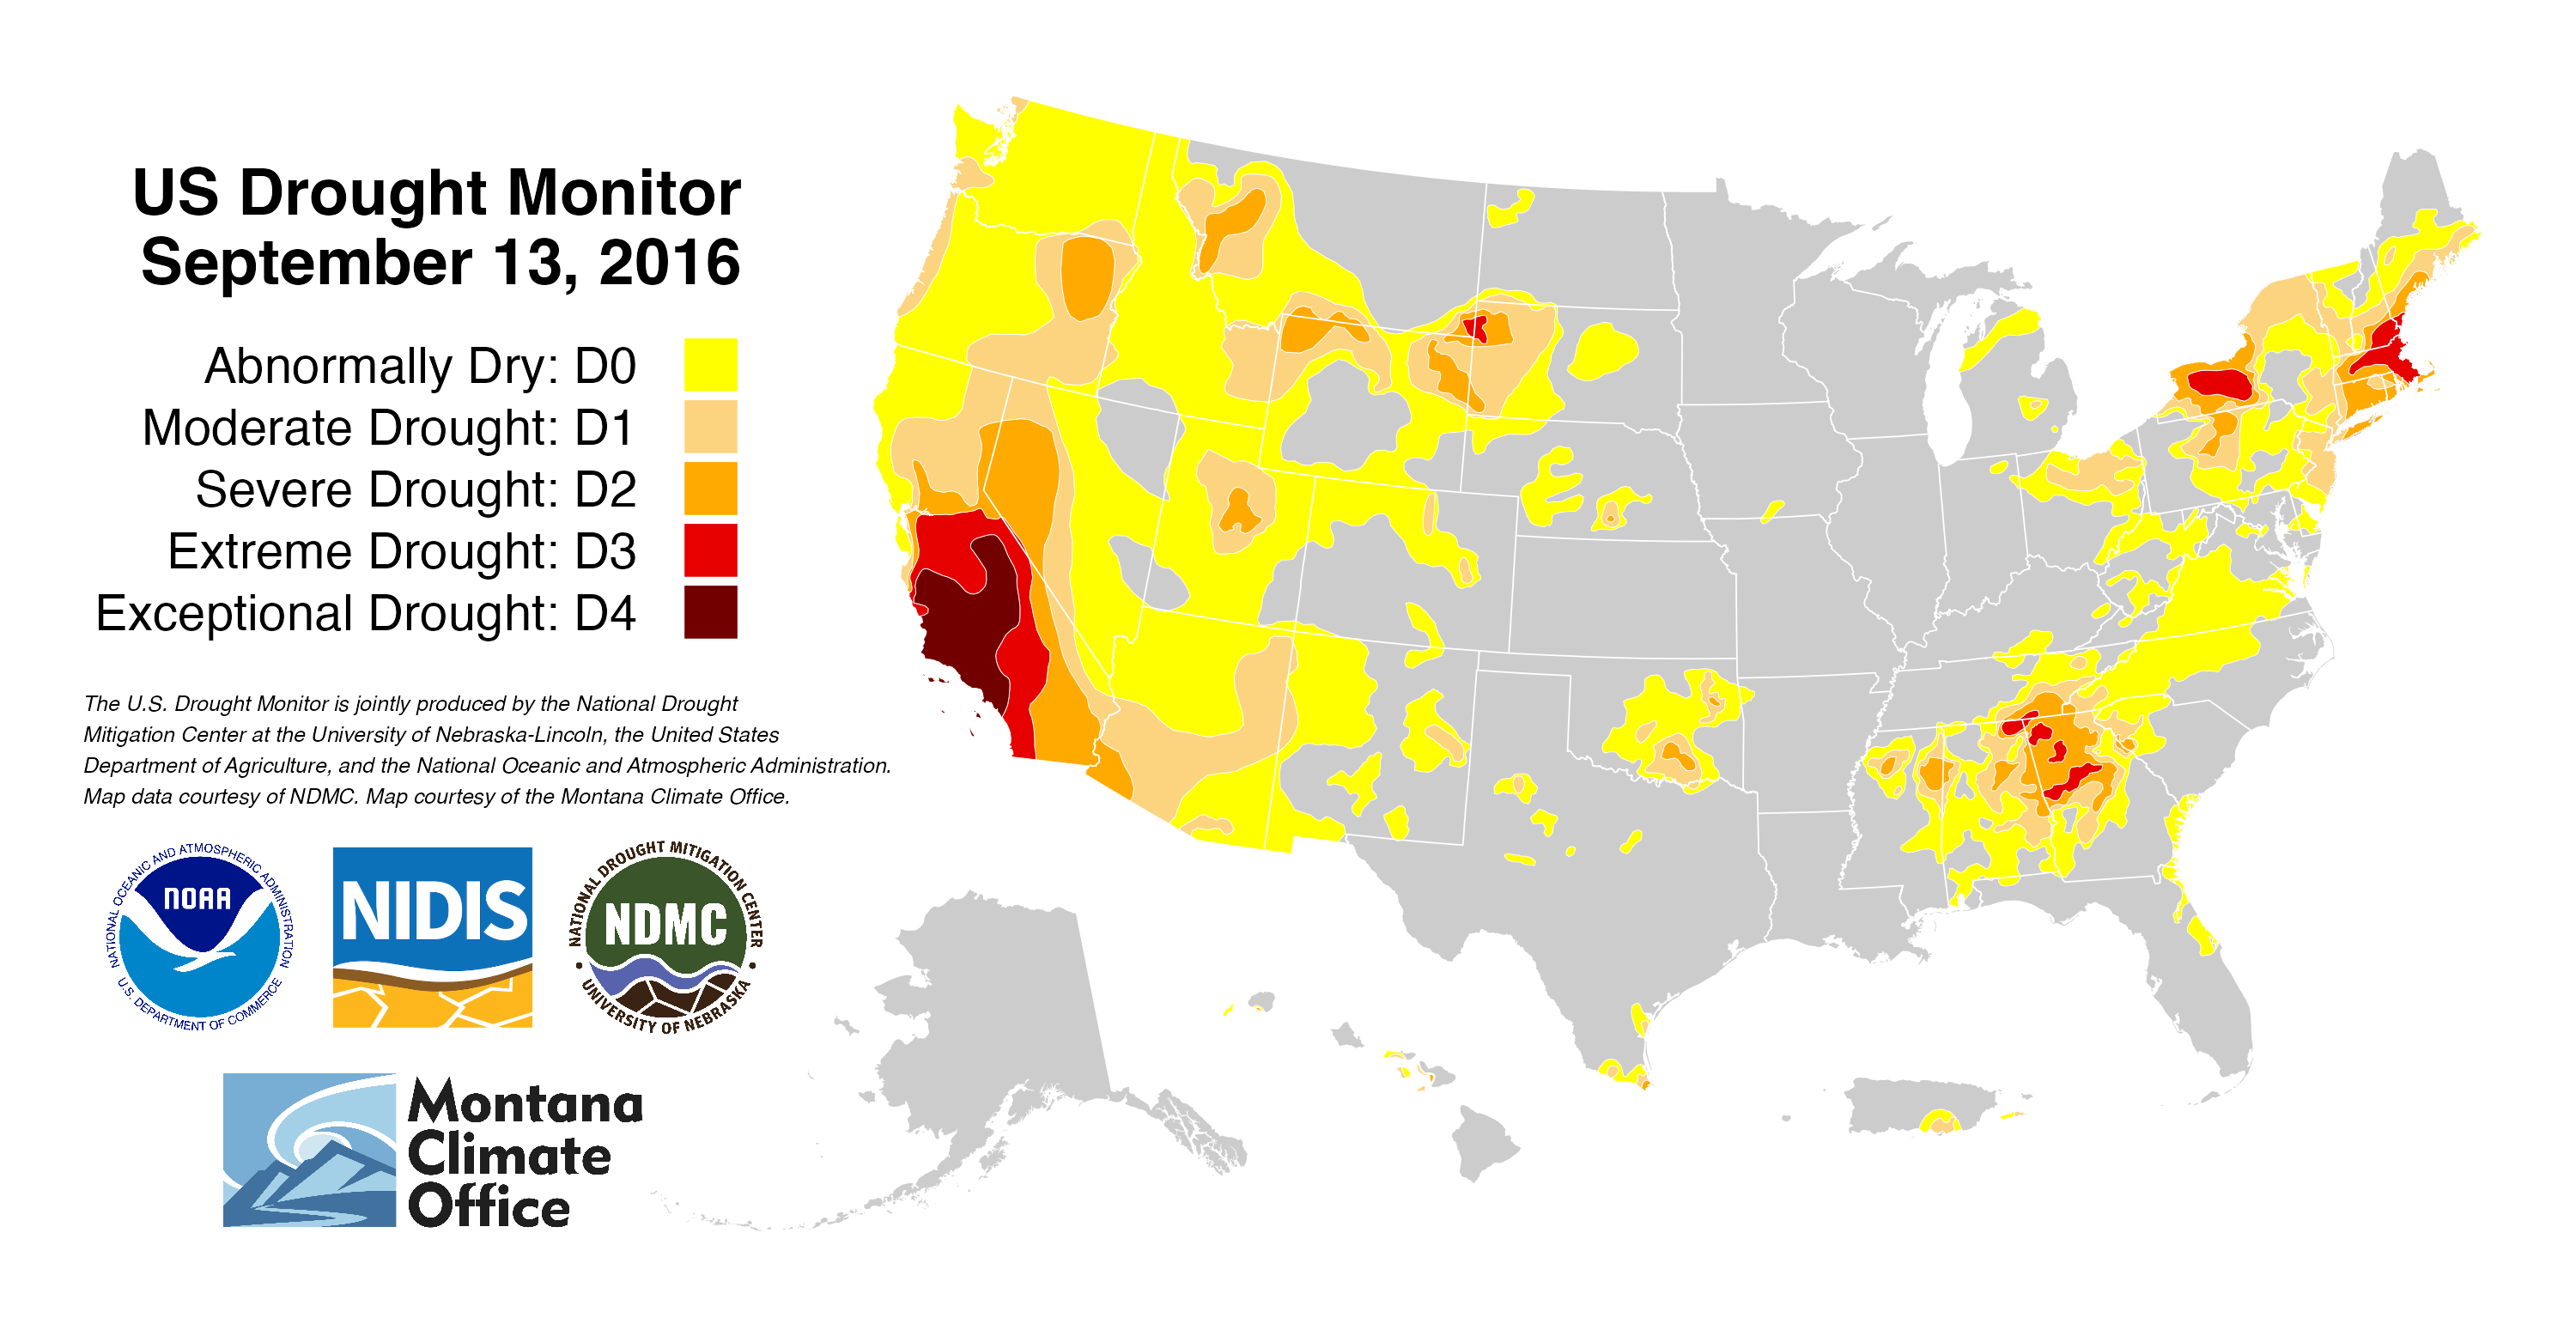 US Drought Monitor
September 13, 2016
Abnormally Dry: D0
Moderate Drought: D1
Severe Drought: D2
Extreme Drought: D3
Exceptional Drought: D4
The U.S. Drought Monitor is jointly produced by the National Drought
Mitigation Center at the University of Nebraska-Lincoln, the United States
Department of Agriculture, and the National Oceanic and Atmospheric Administration.
Map data courtesy of NDMC. Map courtesy of the Montana Climate Office.
NATIONAL OCEANIC AND ATMOSPHERIC ADMINISTRATION
NOAA
U.S. DEPARTMENT OF COMMERCE
NIDIS
NATIONAL DROUGHT MITIGATION CENTER
NDMC
UNIVERSITY OF NEBRASKA
Montana
Climate
Office